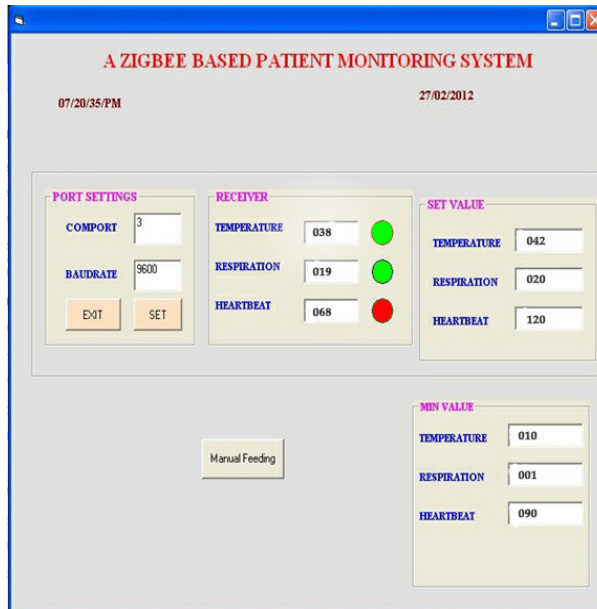 A ZIGBEE BASED PATIENT MONITORING SYSTEM
07/20/35/PM
27/02/2012
PORT SETTINGS
COMPORT 3
BAUDRATE 9600
EXIT SET
RECEIVER
TEMPERATURE 038
RESPIRATION 019
HEARTBEAT 068
SET VALUE
TEMPERATURE 042
RESPIRATION 020
HEARTBEAT 120
Manual Feeding
MIN VALUE
TEMPERATURE 010
RESPIRATION 001
HEARTBEAT 090